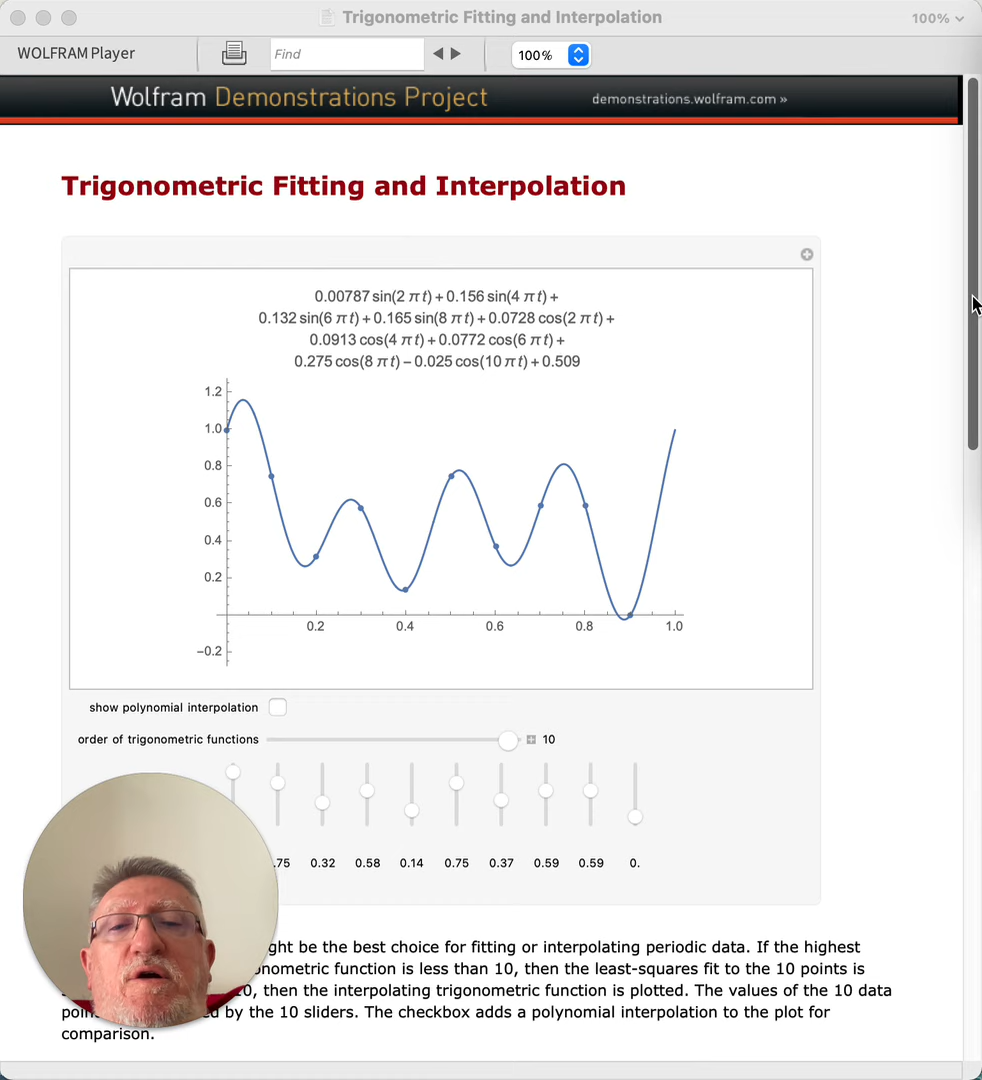 Trigonometric Fitting and Interpolation
100%
WOLFRAM Player
Find
100%
Wolfram Demonstrations Project
demonstrations.wolfram.com »
Trigonometric Fitting and Interpolation
0.00787 sin(2 π t) + 0.156 sin(4 π t) +
0.132 sin(6 π t) + 0.165 sin(8 π t) + 0.0728 cos(2 π t) +
0.0913 cos(4 π t) + 0.0772 cos(6 π t) +
0.275 cos(8 π t) – 0.025 cos(10 π t) + 0.509
1.2
1.0
0.8
0.6
0.4
0.2
−0.2
0.2 0.4 0.6 0.8 1.0
show polynomial interpolation
order of trigonometric functions 10
.75 0.32 0.58 0.14 0.75 0.37 0.59 0.59 0.
be the best choice for fitting or interpolating periodic data. If the highest
function is less than 10, then the least-squares fit to the 10 points is
then the interpolating trigonometric function is plotted. The values of the 10 data
by the 10 sliders. The checkbox adds a polynomial interpolation to the plot for
comparison.